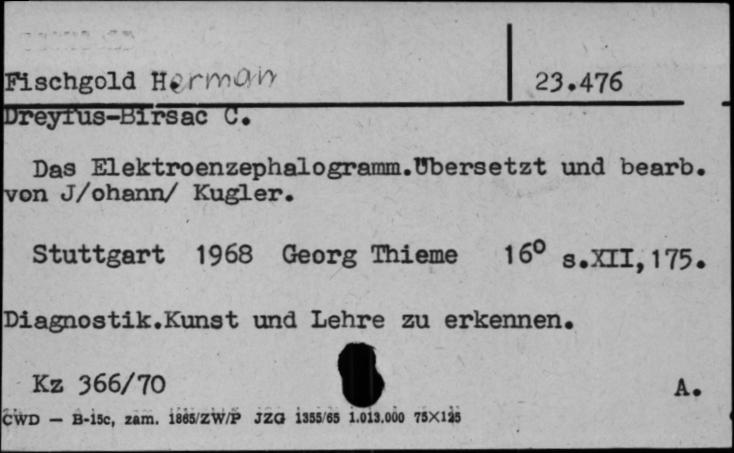 Fischgold Herman 23.476
Dreyfus-Birsac C.
Das Elektroenzephalogramm.Übersetzt und bearb.
von J/ohann/ Kugler.
Stuttgart 1968 Georg Thieme 16° s.XII,175.
Diagnostik.Kunst und Lehre zu erkennen.
Kz 366/70 A.
CWD — B-15c, zam. 1865/ZW/P JZG 1355/65 1.013.000 75X125